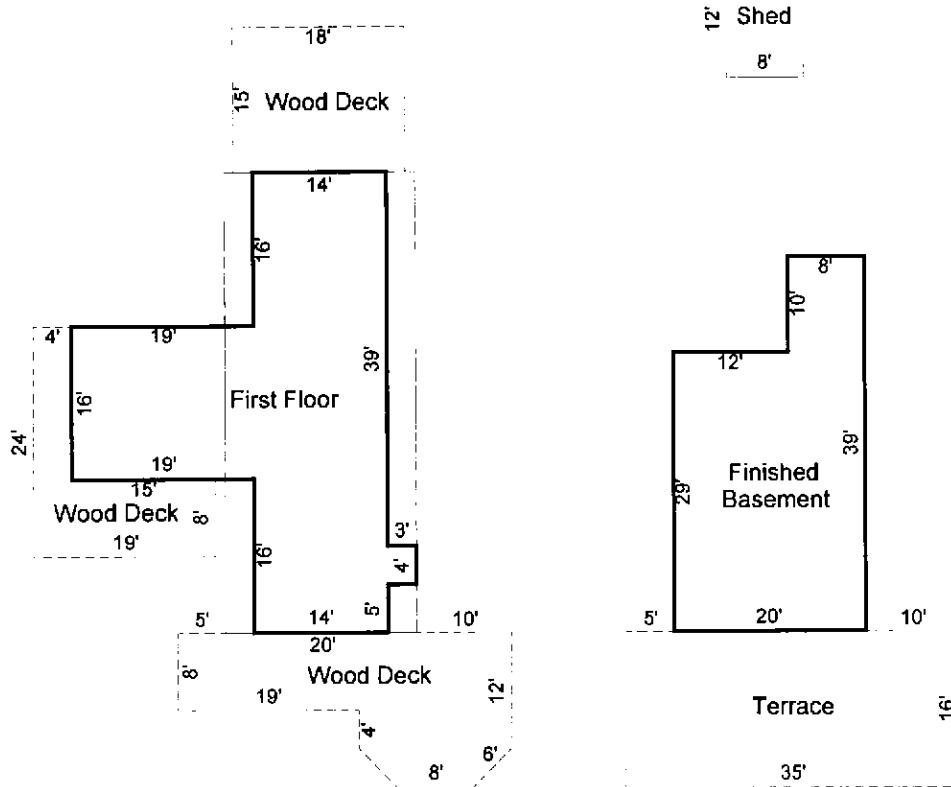 12' Shed
8'
18'
15' Wood Deck
14'
16'
4' 19'
39'
16' First Floor
24'
19'
15'
Wood Deck 8'
19'
16'
3'
4'
5'
5' 14' 10'
20'
8' Wood Deck
19' 12'
4'
6'
8'
8'
10'
12'
39'
29' Finished
Basement
5' 20' 10'
Terrace 16'
35'